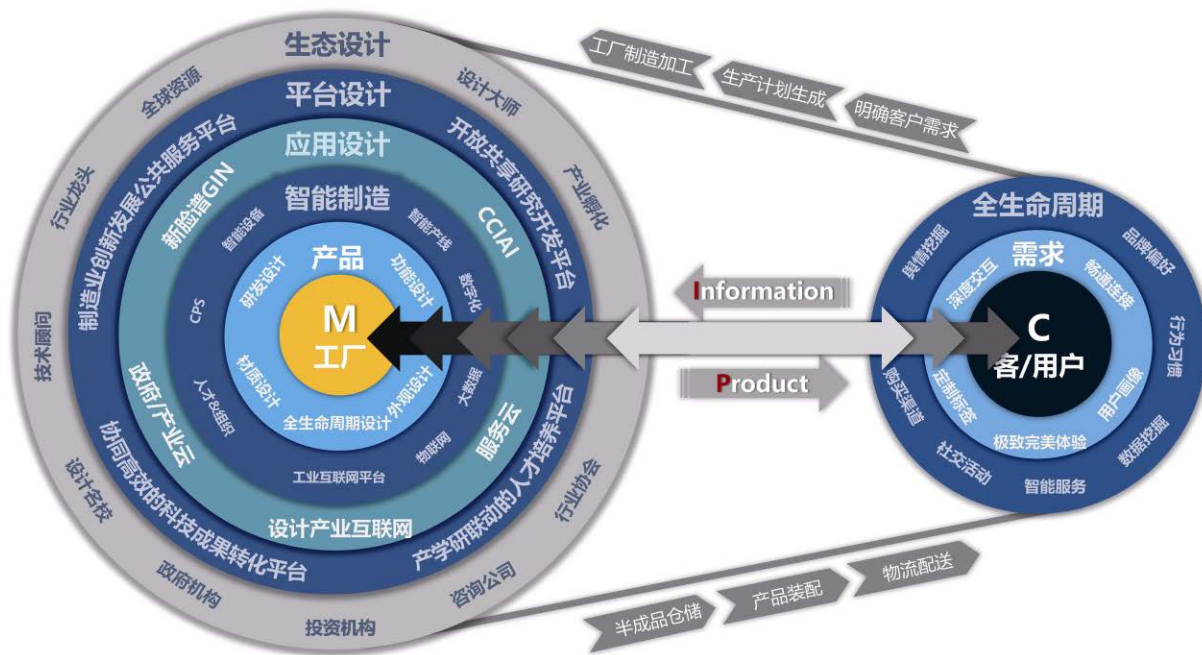 生态设计
全球资源
设计大师
行业龙头
产业孵化
技术顾问
设计名校
行业协会
政府机构
咨询公司
投资机构
平台设计
制造业创新发展公共服务平台
开放共享研究开发平台
协同高效的科技成果转化平台
产学研联动的人才培养平台
应用设计
新脸谱GIN
CCIAI
政府/产业云
服务云
设计产业互联网
智能制造
智能设备
智能产线
CPS
数字化
人才&组织
大数据
物联网
工业互联网平台
产品
研发设计
功能设计
材质设计
外观设计
全生命周期设计
M
工厂
工厂制造加工
生产计划生成
明确客户需求
Information
Product
全生命周期
舆情挖掘
品牌偏好
行为习惯
购买渠道
数据挖掘
社交活动
智能服务
需求
深度交互
畅通连接
定制标签
用户画像
极致完美体验
C
客/用户
半成品仓储
产品装配
物流配送